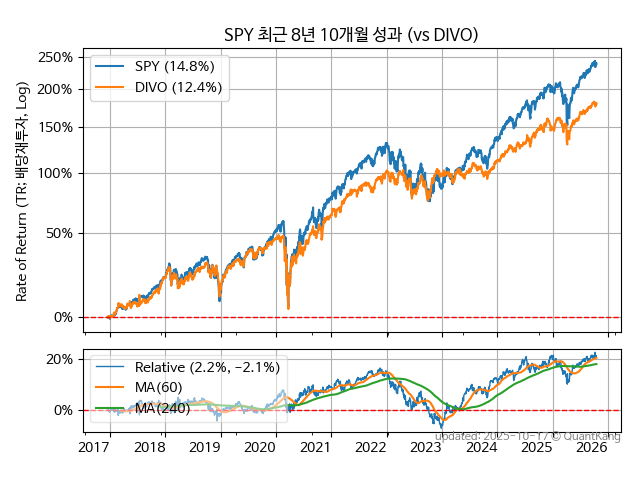 SPY 최근 8년 10개월 성과 (vs DIVO)
Rate of Return (TR: 배당재투자, Log)
250%
200%
150%
100%
50%
0%
SPY (14.8%)
DIVO (12.4%)
20%
0%
Relative (2.2%, −2.1%)
MA(60)
MA(240)
2017 2018 2019 2020 2021 2022 2023 2024 2025 2026
updated: 2025-10-17 © QuantKang